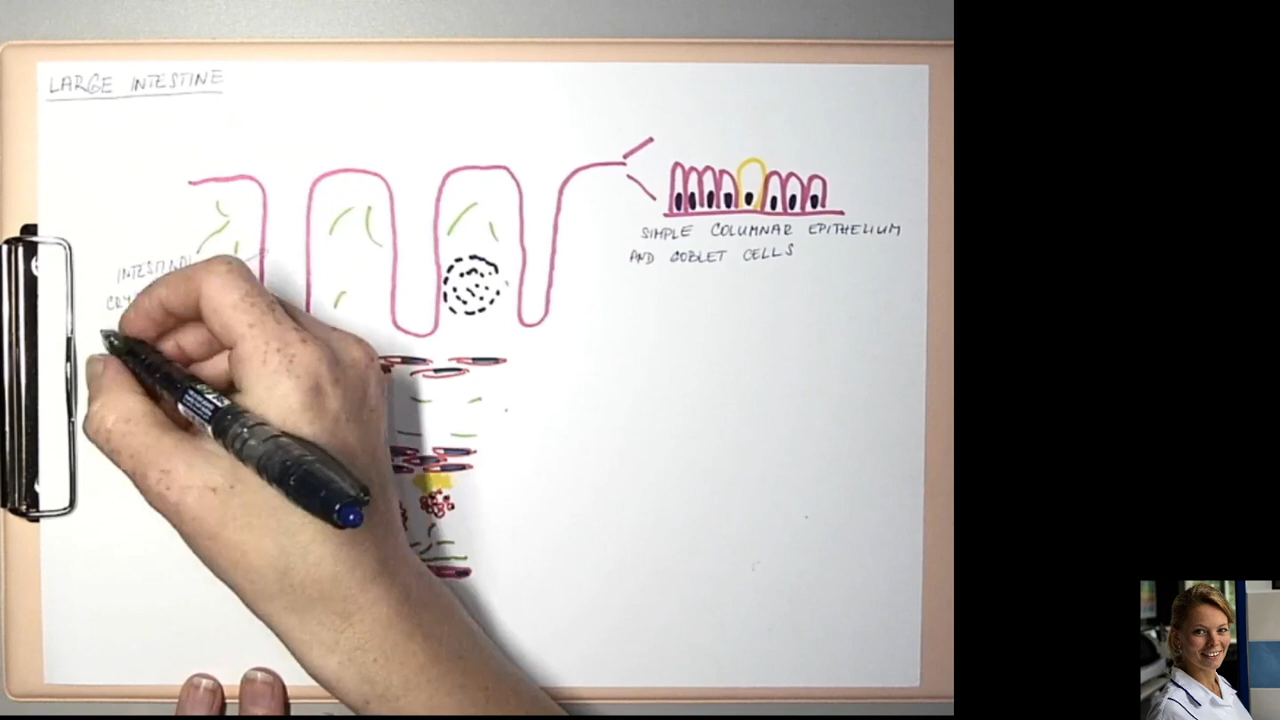 LARGE INTESTINE
SIMPLE COLUMNAR EPITHELIUM
AND GOBLET CELLS